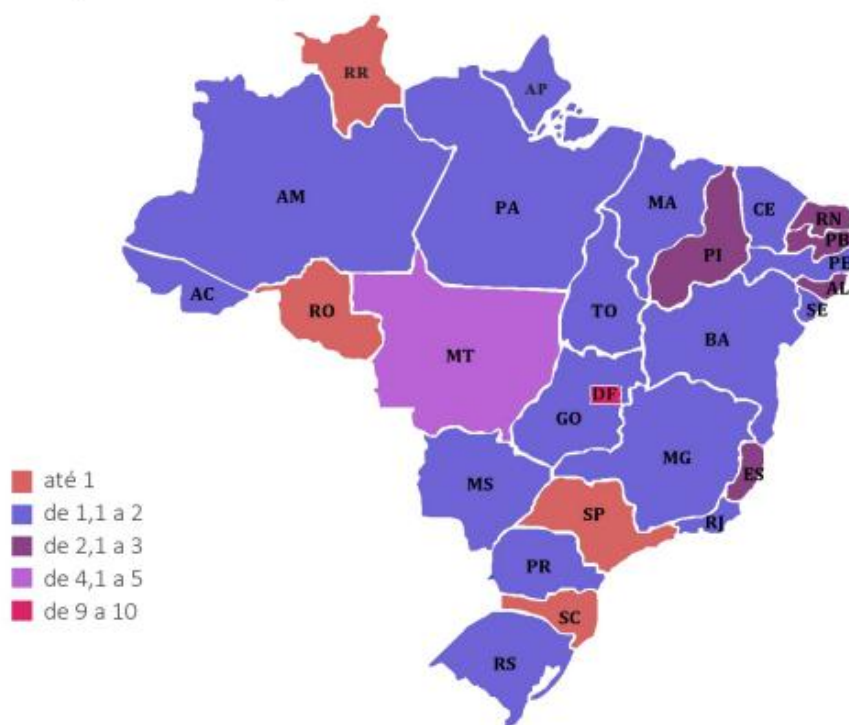 RR
AP
AM
PA
MA
CE
RN
PB
PI
PE
AL
AC
RO
TO
SE
BA
MT
DF
GO
MG
ES
MS
SP
RJ
PR
SC
RS
até 1
de 1,1 a 2
de 2,1 a 3
de 4,1 a 5
de 9 a 10